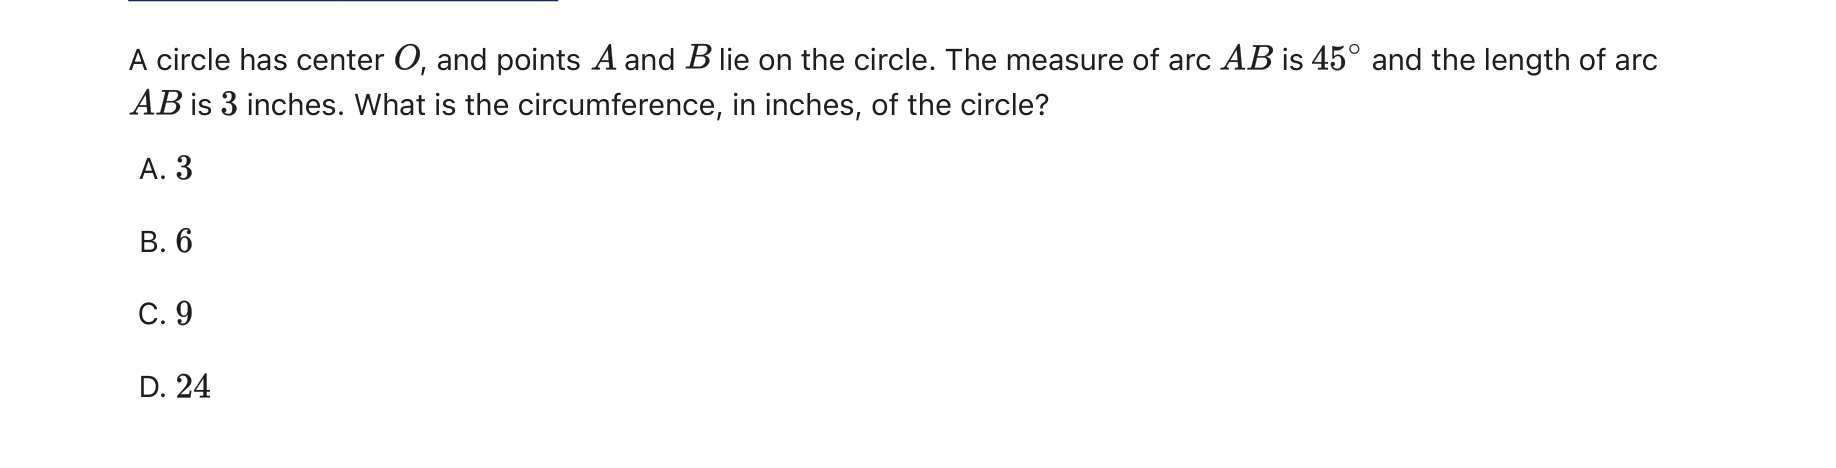 A circle has center O, and points A and B lie on the circle. The measure of arc AB is 45° and the length of arc
AB is 3 inches. What is the circumference, in inches, of the circle?
A. 3
B. 6
C. 9
D. 24